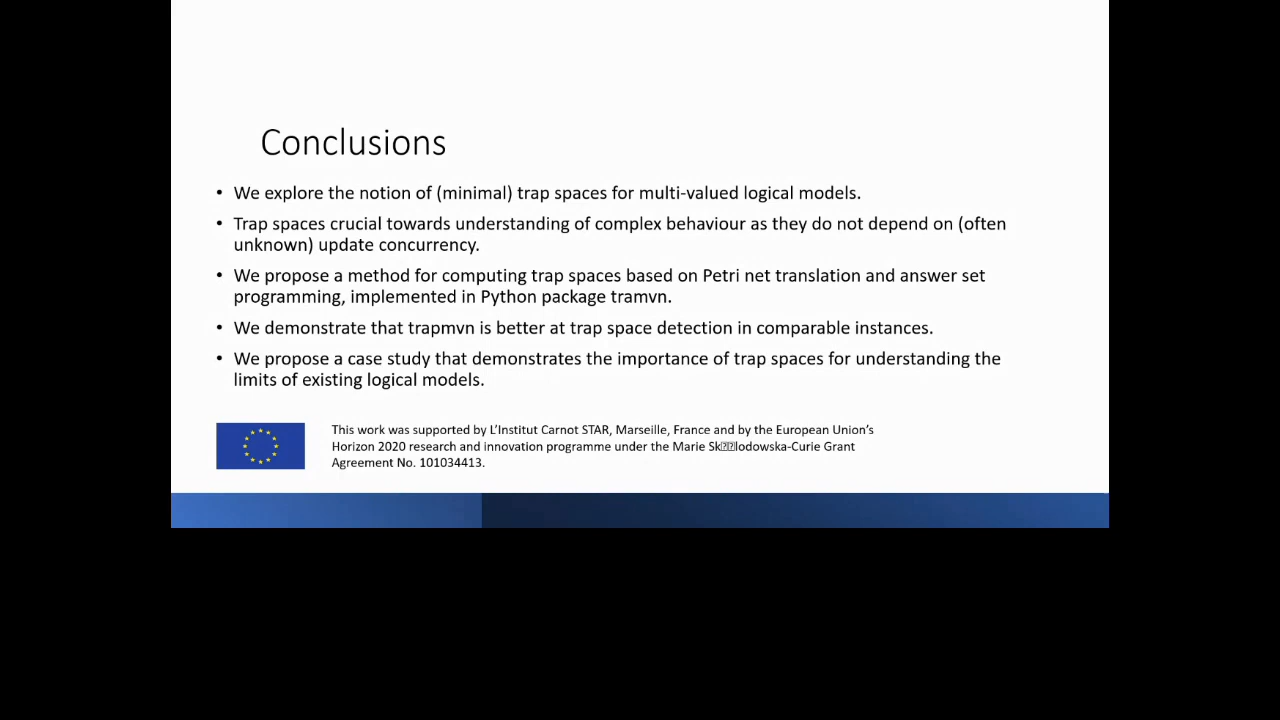 Conclusions
• We explore the notion of (minimal) trap spaces for multi-valued logical models.
• Trap spaces crucial towards understanding of complex behaviour as they do not depend on (often
unknown) update concurrency.
• We propose a method for computing trap spaces based on Petri net translation and answer set
programming, implemented in Python package tramvn.
• We demonstrate that trapmvn is better at trap space detection in comparable instances.
• We propose a case study that demonstrates the importance of trap spaces for understanding the
limits of existing logical models.
This work was supported by L’Institut Carnot STAR, Marseille, France and by the European Union’s
Horizon 2020 research and innovation programme under the Marie Sk⍰⍰lodowska-Curie Grant
Agreement No. 101034413.